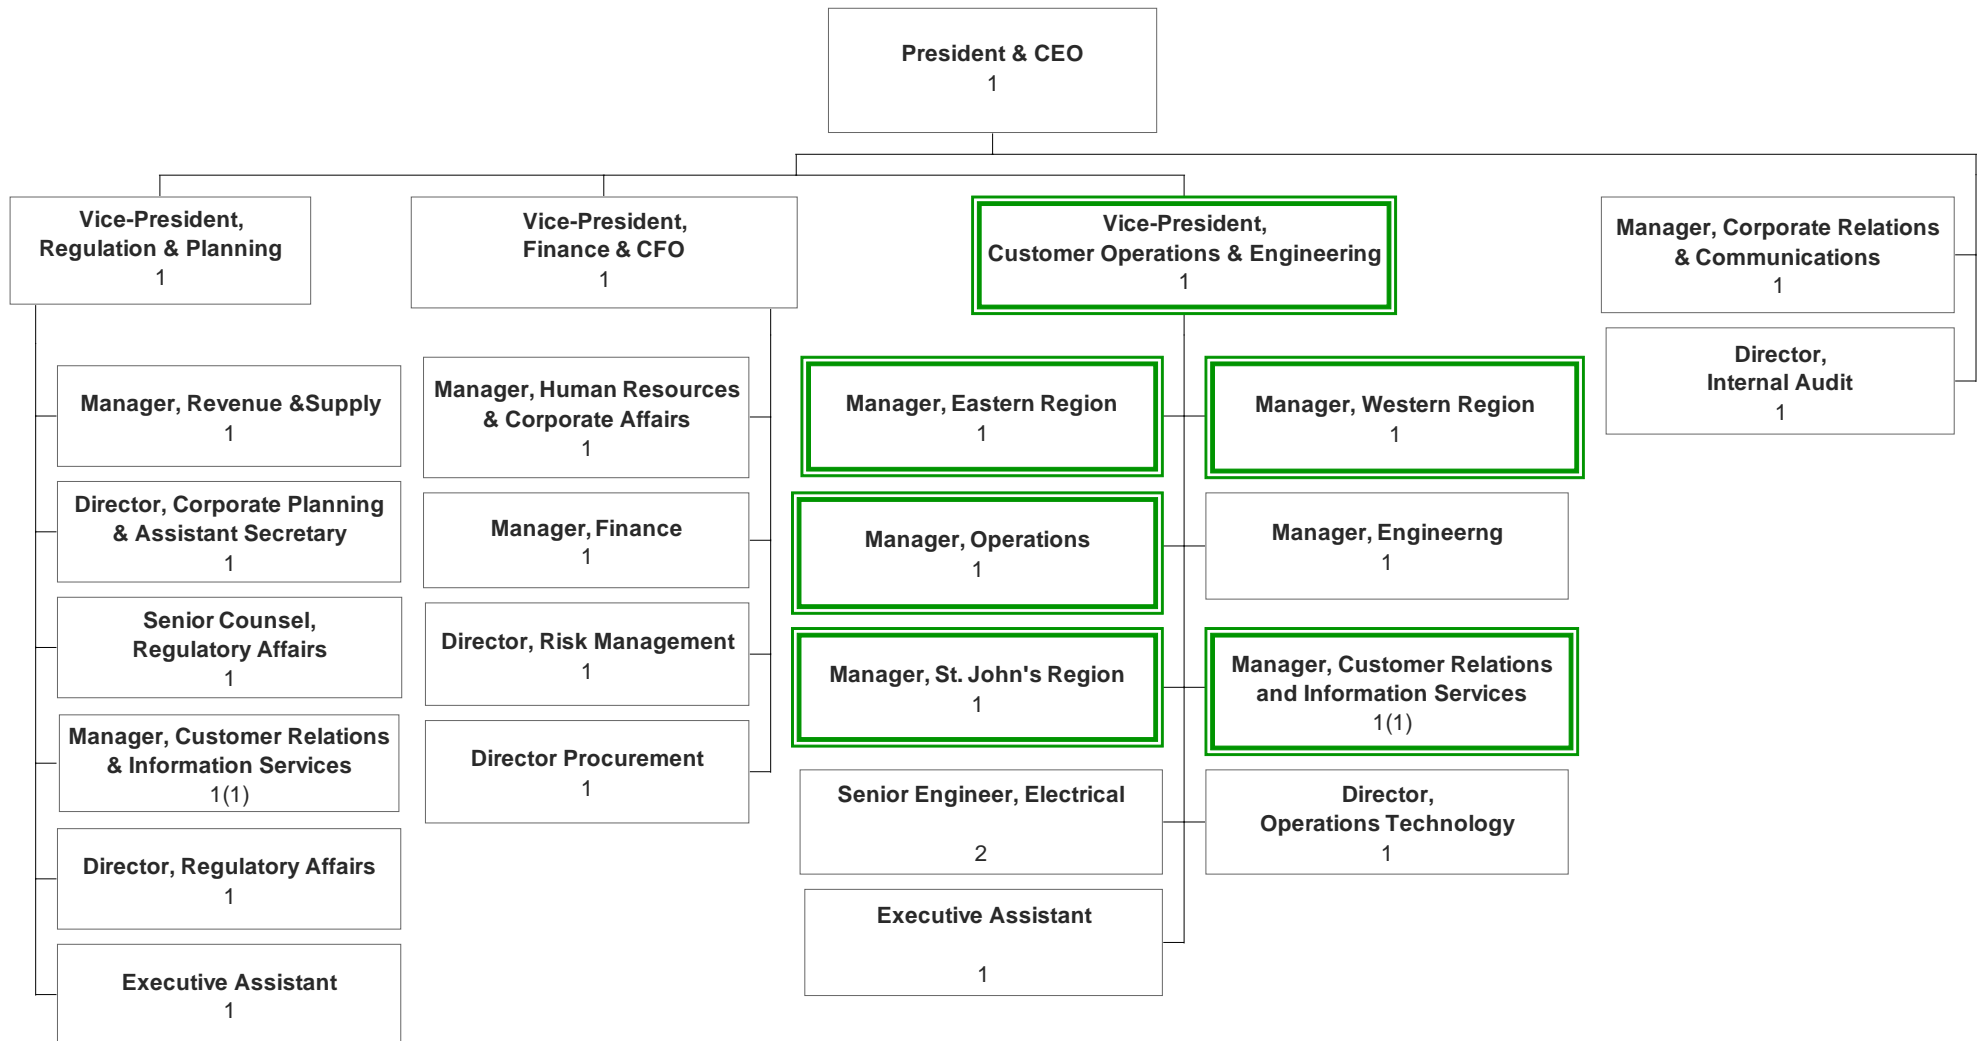 President & CEO
1
Vice-President,
Regulation & Planning
1
Manager, Revenue &Supply
1
Director, Corporate Planning
& Assistant Secretary
1
Senior Counsel,
Regulatory Affairs
1
Manager, Customer Relations
& Information Services
1(1)
Director, Regulatory Affairs
1
Executive Assistant
1
Vice-President,
Finance & CFO
1
Manager, Human Resources
& Corporate Affairs
1
Manager, Finance
1
Director, Risk Management
1
Director Procurement
1
Vice-President,
Customer Operations & Engineering
1
Manager, Eastern Region
1
Manager, Western Region
1
Manager, Operations
1
Manager, Engineerng
1
Manager, St. John's Region
1
Manager, Customer Relations
and Information Services
1(1)
Senior Engineer, Electrical
2
Director,
Operations Technology
1
Executive Assistant
1
Manager, Corporate Relations
& Communications
1
Director,
Internal Audit
1